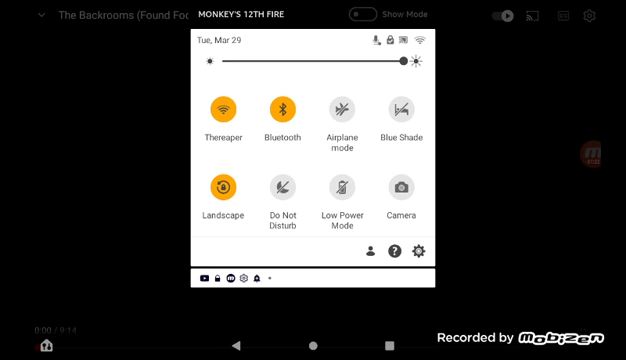 The Backrooms (Found Foo
MONKEY'S 12TH FIRE
Show Mode
Tue, Mar 29
Thereaper
Bluetooth
Airplane
mode
Blue Shade
Landscape
Do Not
Disturb
Low Power
Mode
Camera
0:00 / 9:14
Recorded by Mobizen